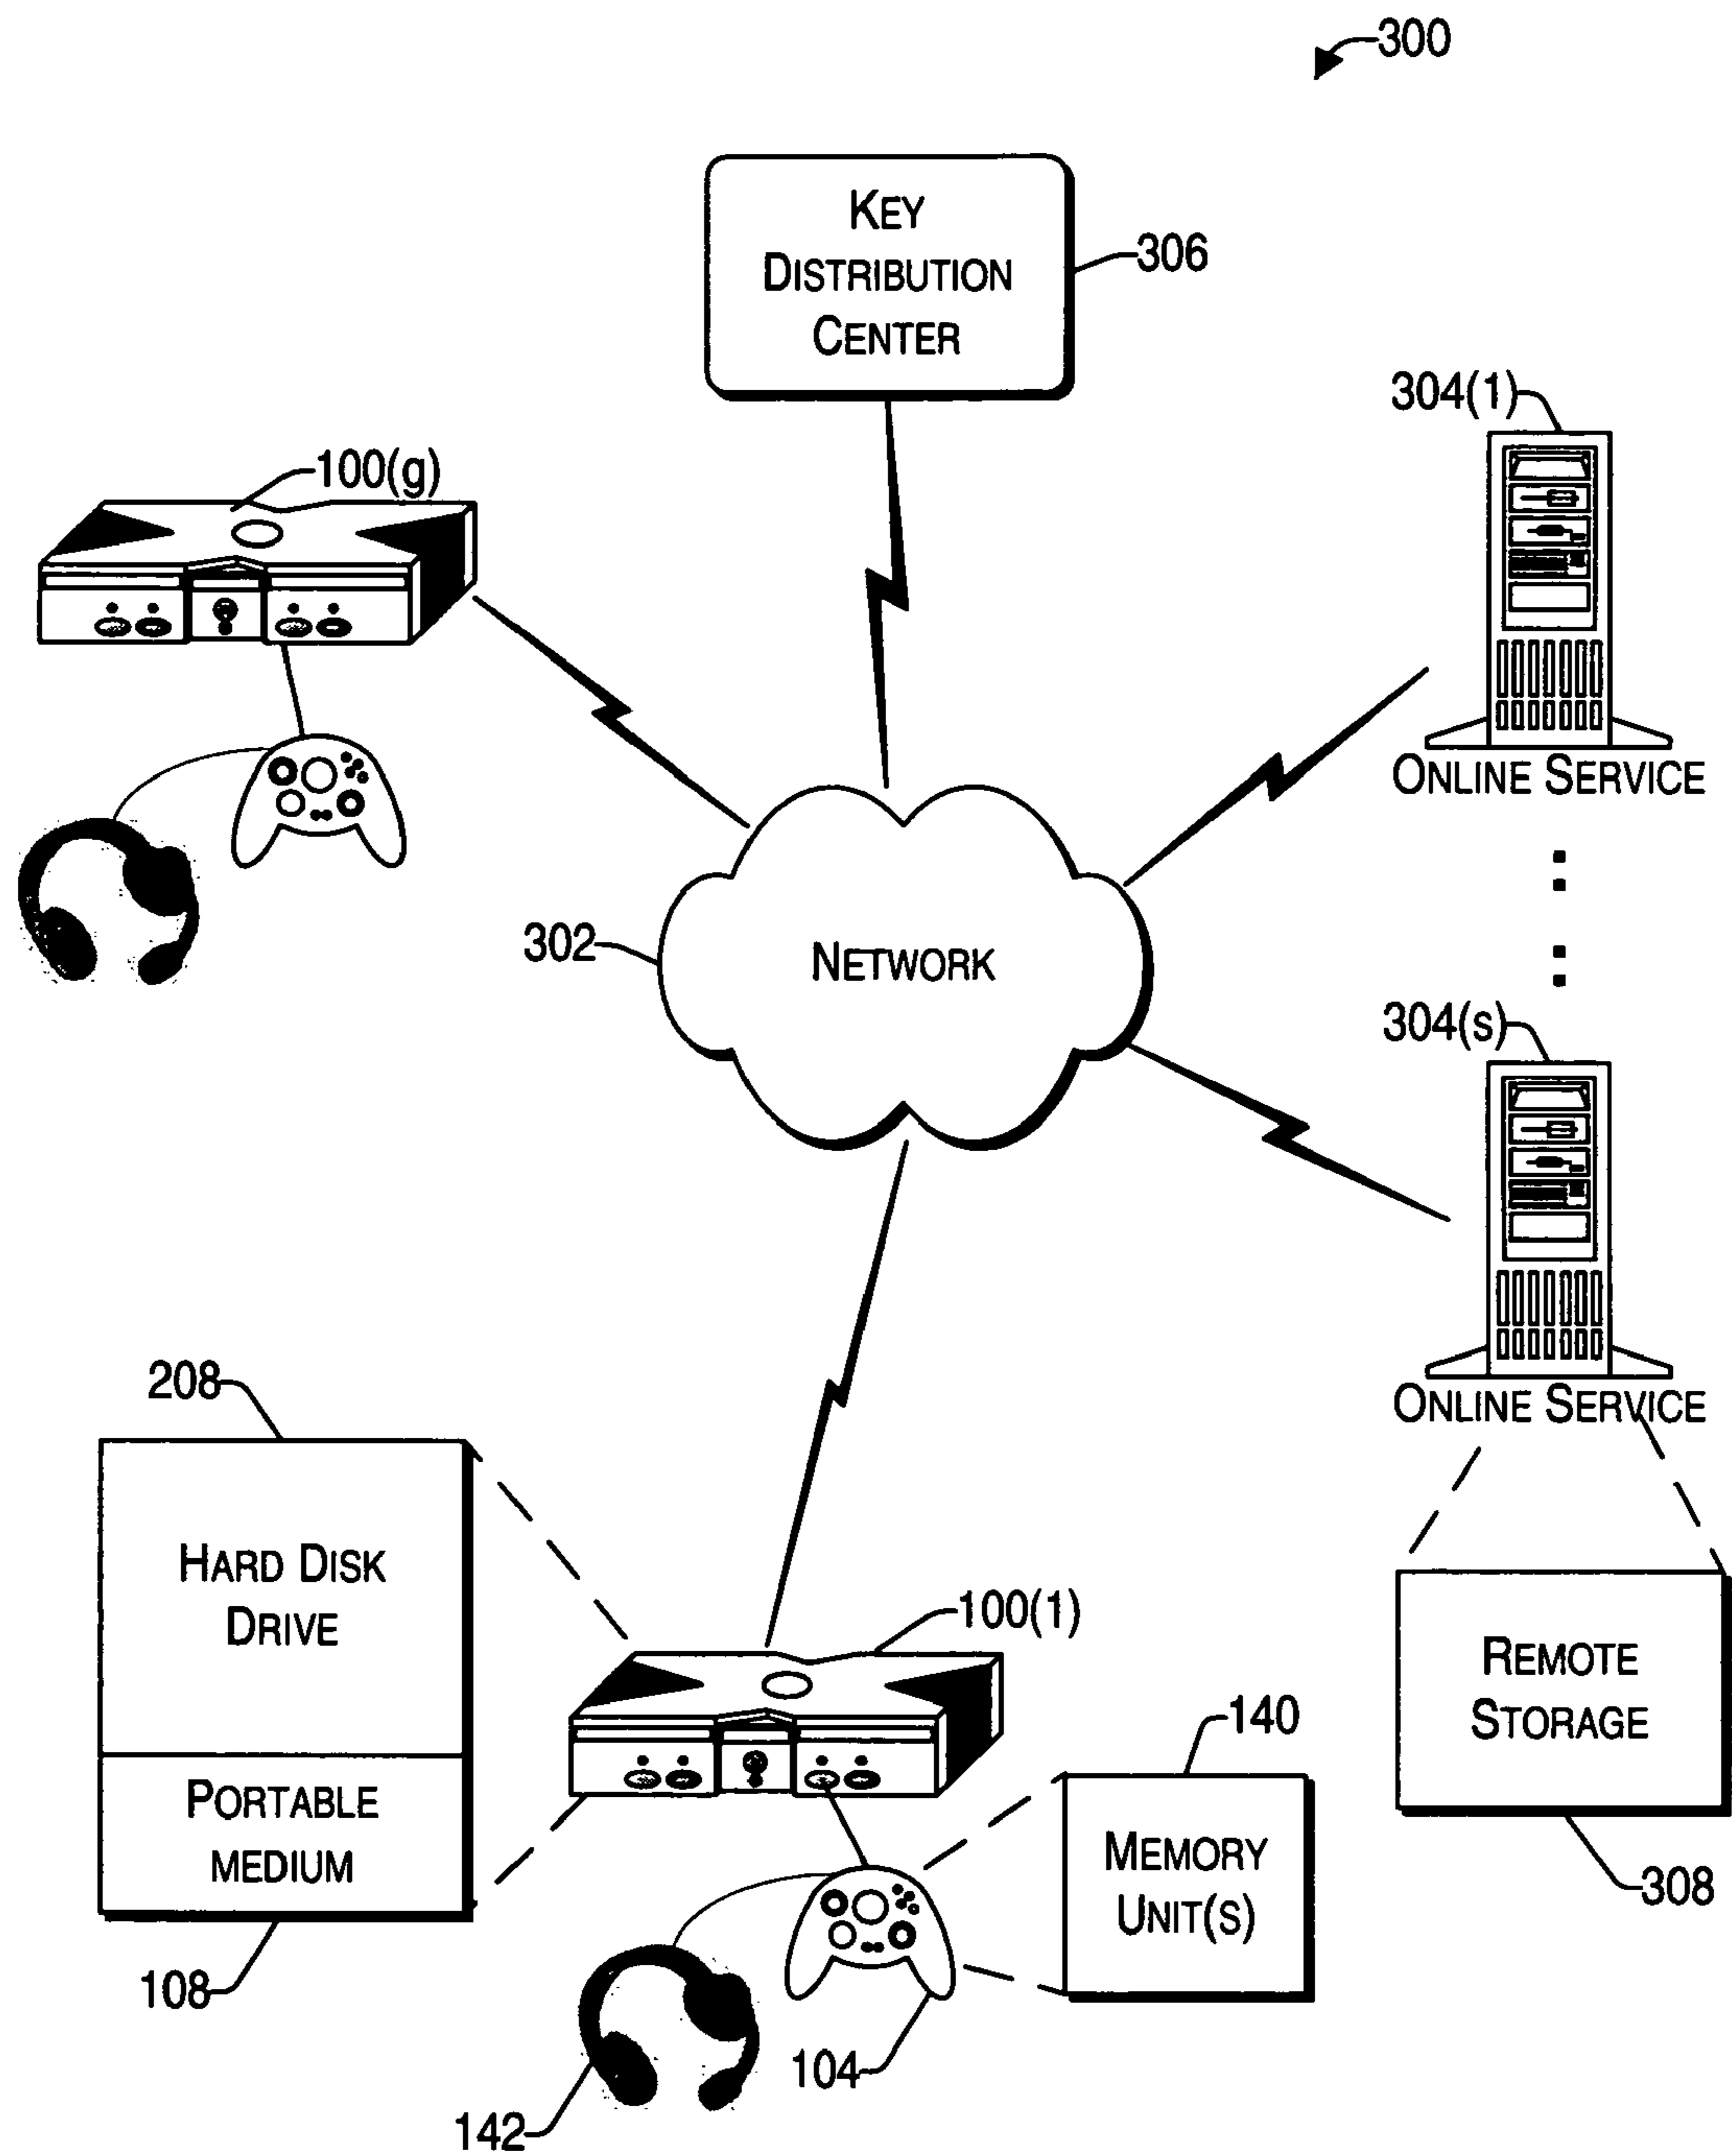 300
KEY
DISTRIBUTION
CENTER
306
304(1)
100(g)
ONLINE SERVICE
302
NETWORK
304(s)
ONLINE SERVICE
208
HARD DISK
DRIVE
PORTABLE
MEDIUM
108
100(1)
140
MEMORY
UNIT(S)
REMOTE
STORAGE
308
104
142